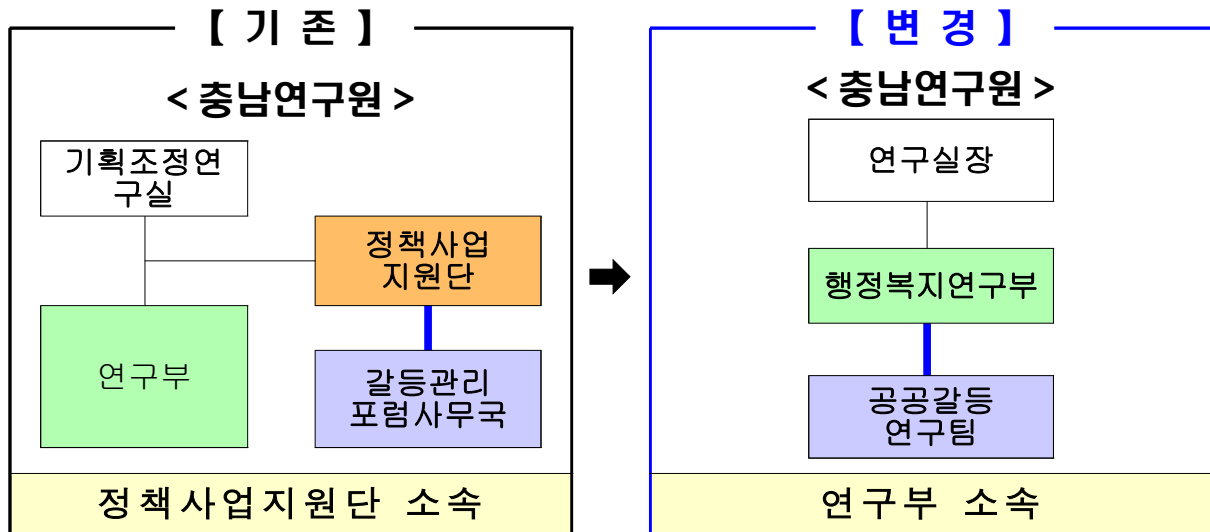 【 기 존 】
< 충남연구원 >
기획조정연
구실
정책사업
지원단
연구부
갈등관리
포럼사무국
정책사업지원단 소속
【 변 경 】
< 충남연구원 >
연구실장
행정복지연구부
공공갈등
연구팀
연구부 소속